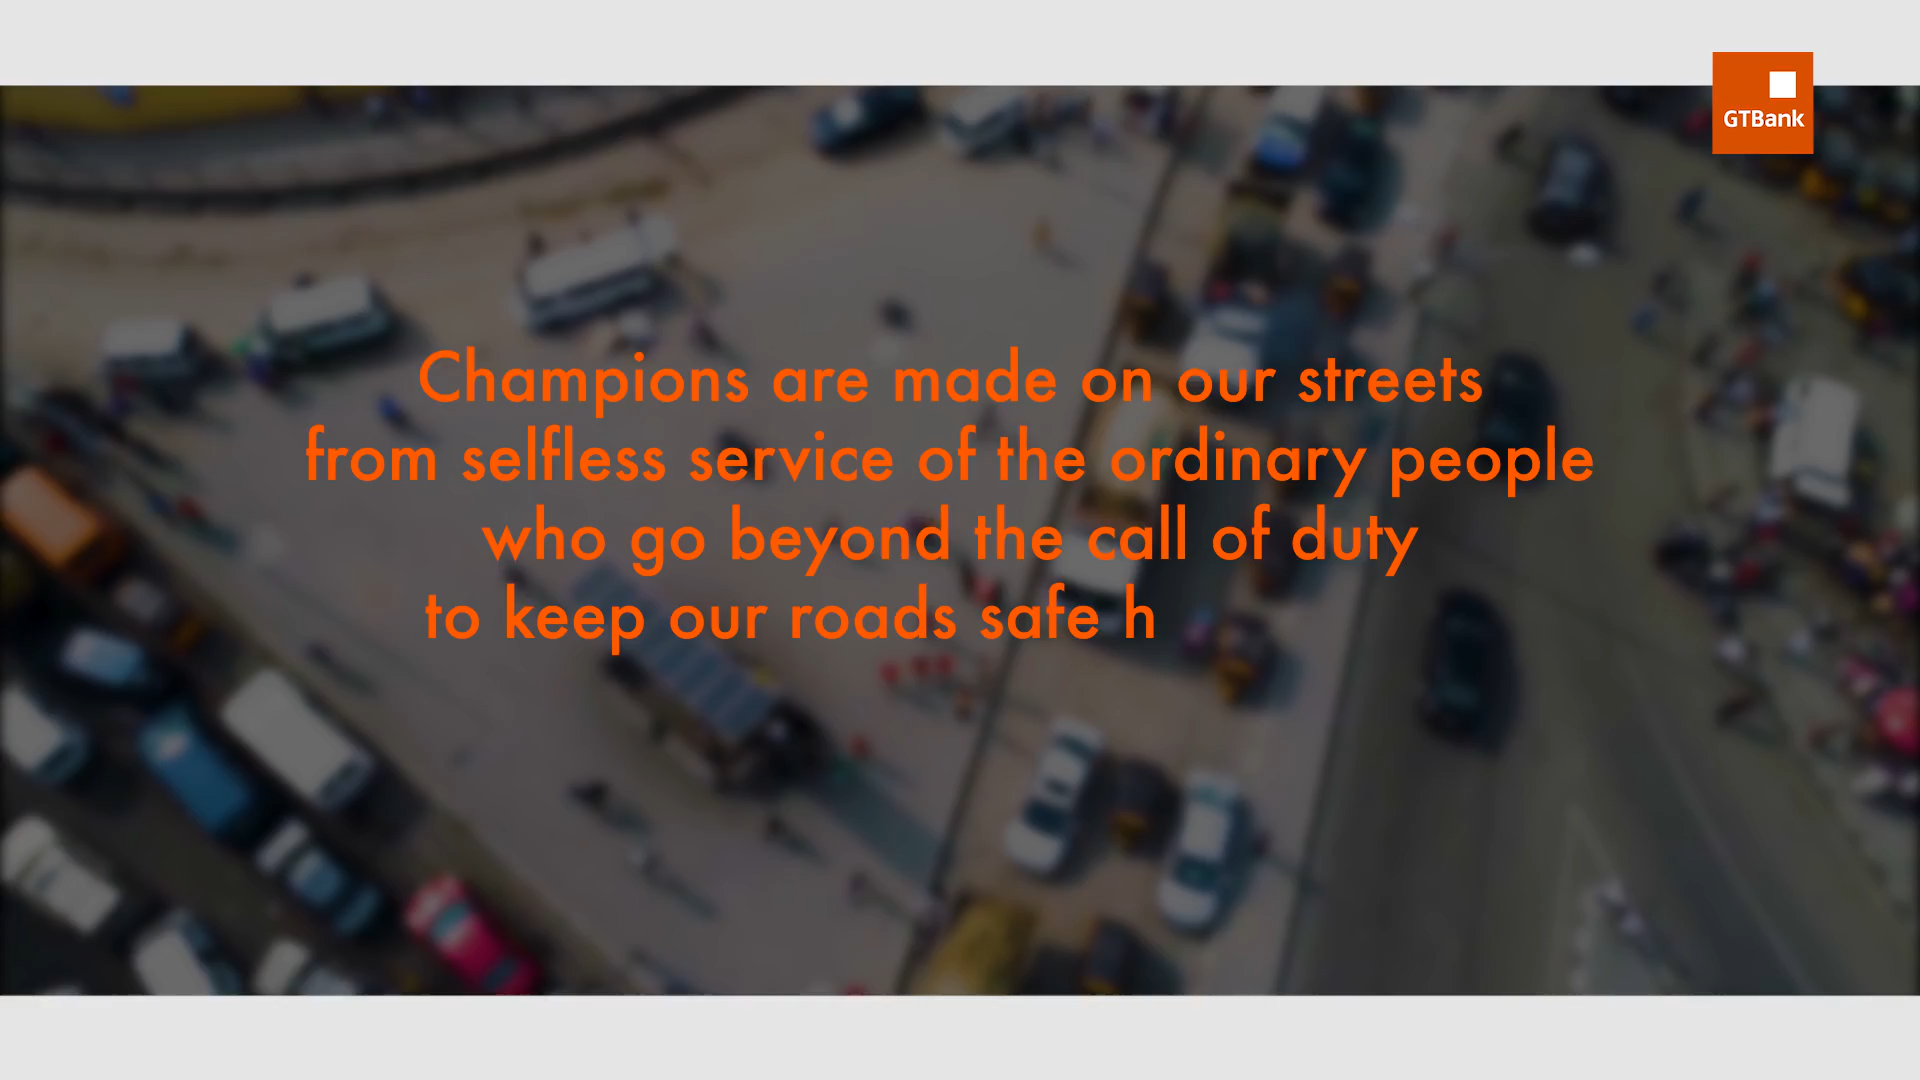 GTBank
Champions are made on our streets
from selfless service of the ordinary people
who go beyond the call of duty
to keep our roads safe h